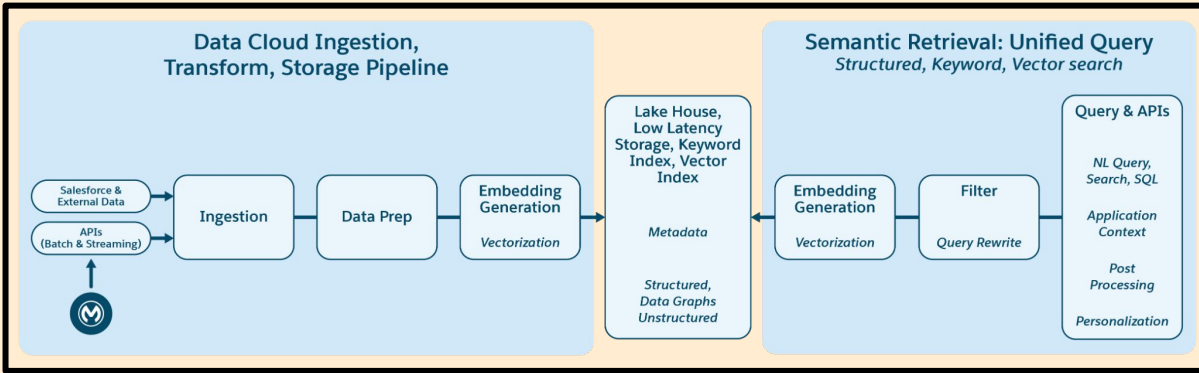 Data Cloud Ingestion,
Transform, Storage Pipeline
Salesforce &
External Data
APIs
(Batch & Streaming)
Ingestion
Data Prep
Embedding
Generation
Vectorization
Lake House,
Low Latency
Storage, Keyword
Index, Vector
Index
Metadata
Structured,
Data Graphs
Unstructured
Semantic Retrieval: Unified Query
Structured, Keyword, Vector search
Embedding
Generation
Vectorization
Filter
Query Rewrite
Query & APIs
NL Query,
Search, SQL
Application
Context
Post
Processing
Personalization